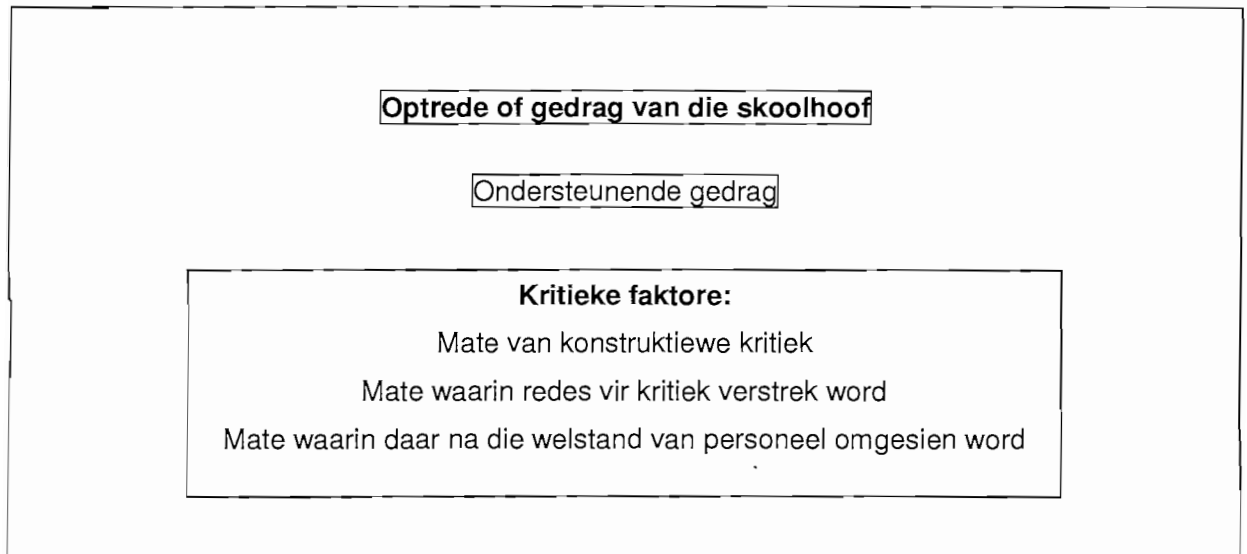 Optrede of gedrag van die skoolhoof
Ondersteunende gedrag
Kritieke faktore:
Mate van konstruktiewe kritiek
Mate waarin redes vir kritiek verstrek word
Mate waarin daar na die welstand van personeel omgesien word